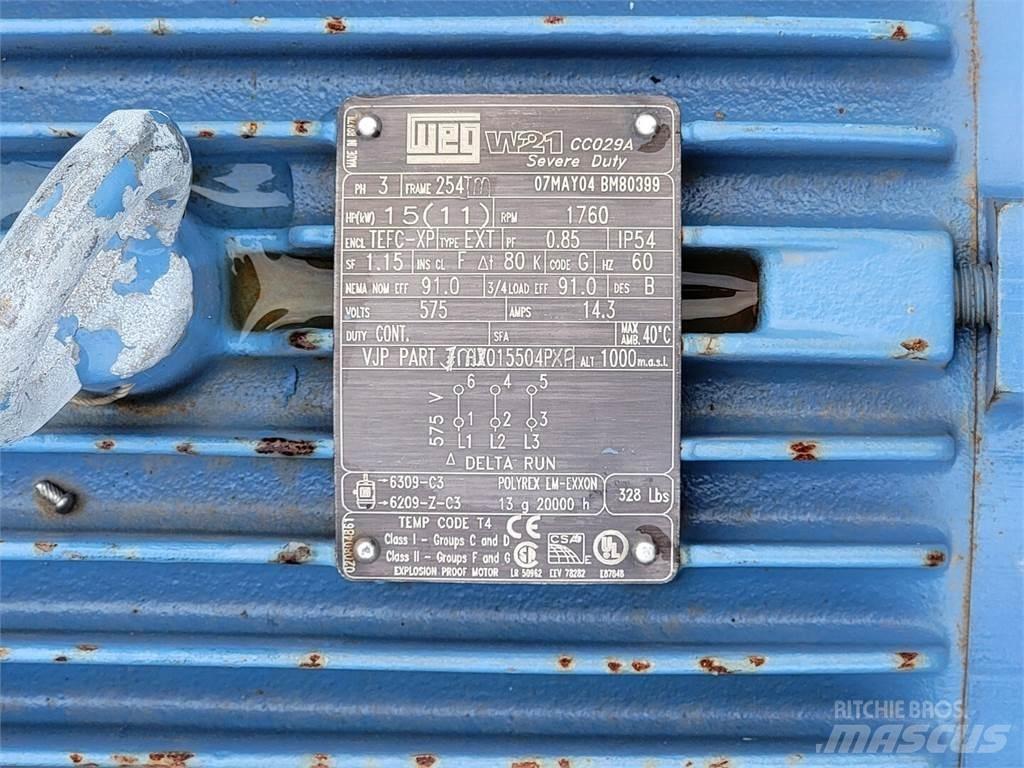 WEG W21 CC029A
Severe Duty
MADE IN BRAZIL
PH 3 FRAME 254T 07MAY04 BM80399
HP(kW) 15(11) RPM 1760
ENCL TEFC-XP TYPE EXT PF 0.85 IP54
SF 1.15 INS CL F Δt 80 K CODE G HZ 60
NEMA NOM EFF 91.0 3/4LOAD EFF 91.0 DES B
VOLTS 575 AMPS 14.3
DUTY CONT. SFA MAX AMB. 40°C
VJP PART ALT 1000m.a.s.l.
6 4 5
575 V
1 2 3
L1 L2 L3
Δ DELTA RUN
→6309-C3 POLYREX EM-EXXON
→6209-Z-C3 13 g 20000 h
328 Lbs
TEMP CODE T4 CE
Class I - Groups C and D
Class II - Groups F and G
EXPLOSION PROOF MOTOR
LR 50962 EEV 78282 E87848
CSA UL
RITCHIE BROS.
MASCUS